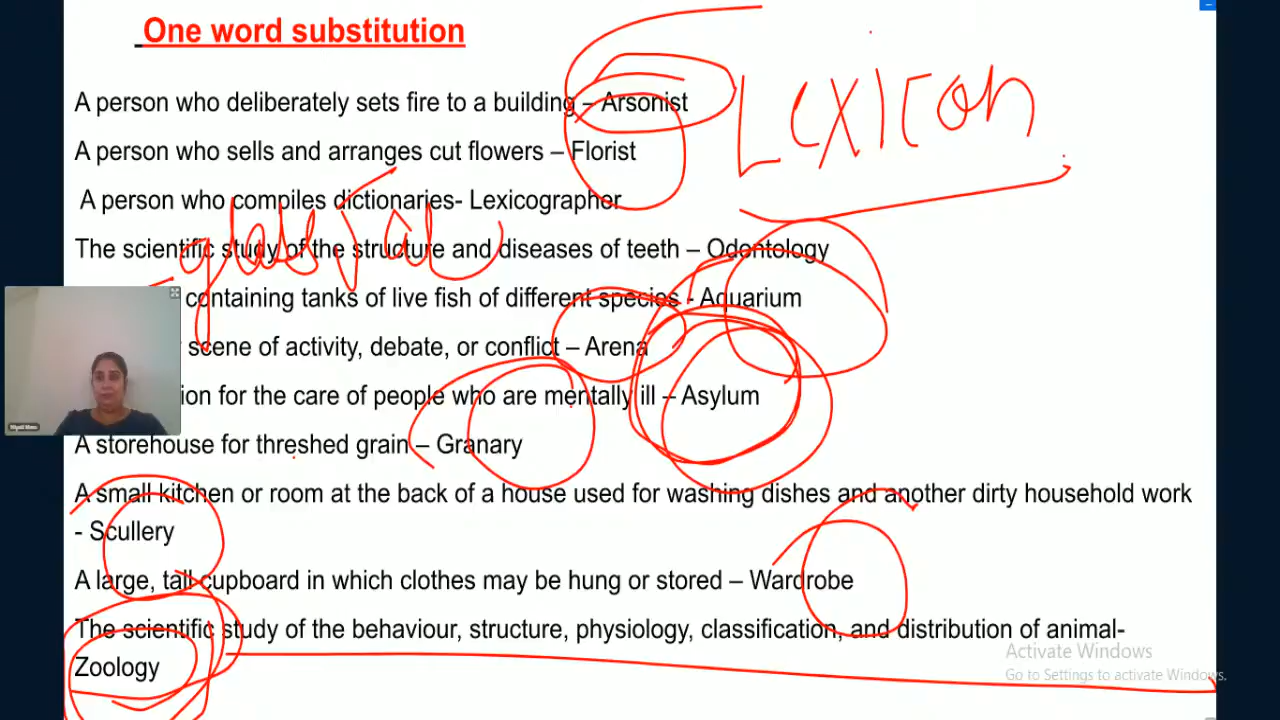 One word substitution
A person who deliberately sets fire to a building – Arsonist
Lexicon
A person who sells and arranges cut flowers – Florist
A person who compiles dictionaries- Lexicographer
The scientific study of the structure and diseases of teeth – Odontology
containing tanks of live fish of different species - Aquarium
scene of activity, debate, or conflict – Arena
ion for the care of people who are mentally ill – Asylum
A storehouse for threshed grain – Granary
A small kitchen or room at the back of a house used for washing dishes and another dirty household work
- Scullery
A large, tall cupboard in which clothes may be hung or stored – Wardrobe
The scientific study of the behaviour, structure, physiology, classification, and distribution of animal-
Zoology
Activate Windows
Go to Settings to activate Windows.